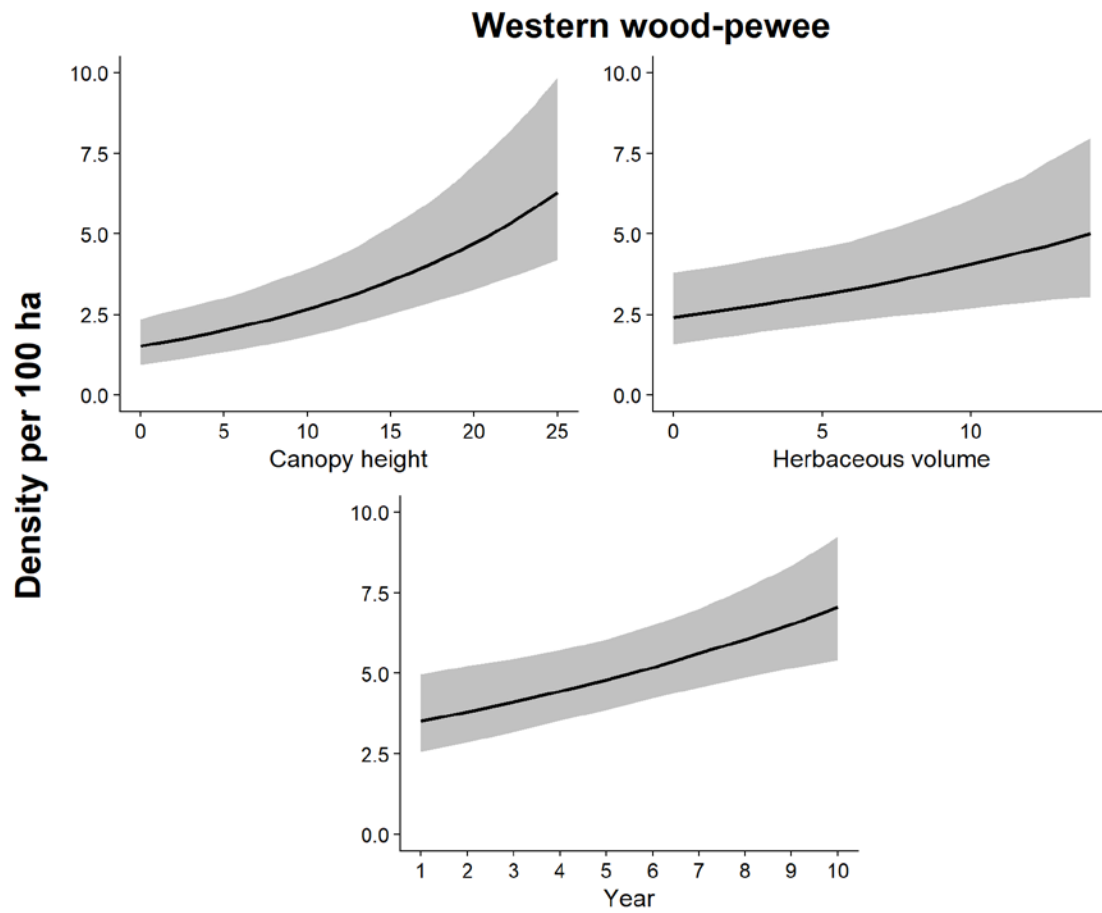 Western wood-pewee
Density per 100 ha
10.0
7.5
5.0
2.5
0.0
0 5 10 15 20 25
Canopy height
10.0
7.5
5.0
2.5
0.0
0 5 10
Herbaceous volume
10.0
7.5
5.0
2.5
0.0
1 2 3 4 5 6 7 8 9 10
Year